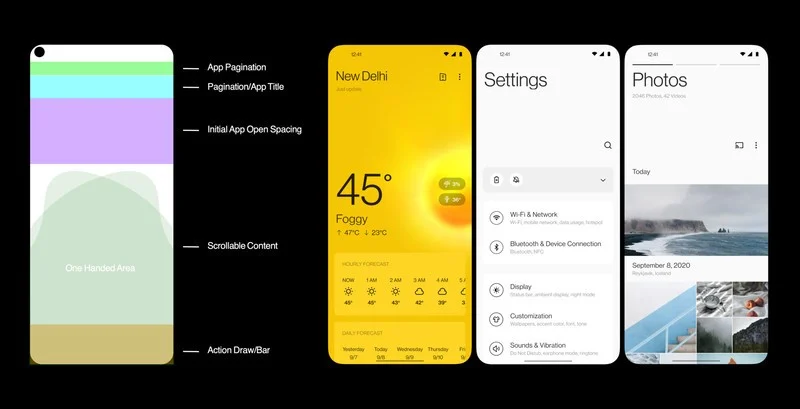 App Pagination
Pagination/App Title
Initial App Open Spacing
One Handed Area
Scrollable Content
Action Draw/Bar
12:41
New Delhi
Just update
5%
38°
45°
Foggy
↑ 47°C ↓ 23°C
HOURLY FORECAST
NOW 1 AM 2 AM 3 AM 4 AM 5 A
45° 45° 43° 42° 39° 3
DAILY FORECAST
Yesterday Today Wednesday Thursday Fri
9/7 9/8 9/9 9/10 9/
12:41
Settings
Wi-Fi & Network
Wi-Fi, mobile network, data usage, hotspot
Bluetooth & Device Connection
Bluetooth, NFC
Display
Status bar, ambient display, night mode
Customization
Wallpapers, accent color, font, tone
Sounds & Vibration
Do Not Disturb, earphone mode, ringtone
12:41
Photos
2046 Photos, 42 Videos
Today
September 8, 2020
Reykjavik, Iceland